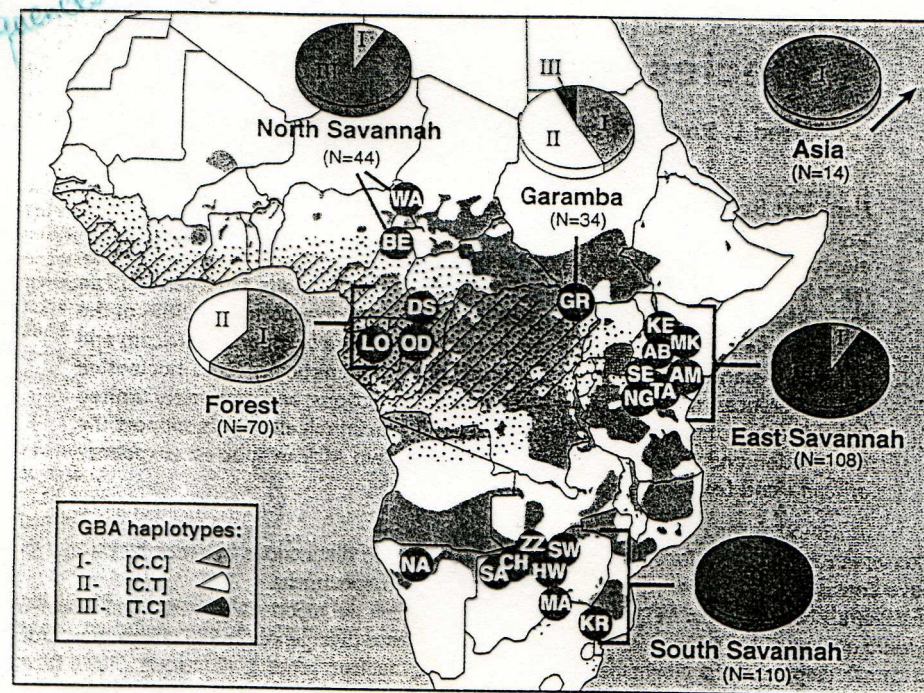 I
III
North Savannah
(N=44)
III
II
I
Garamba
(N=34)
I
Asia
(N=14)
WA
BE
GR
DS
LO
OD
KE
MK
AB
SE
AM
NG
TA
II
I
Forest
(N=70)
I
East Savannah
(N=108)
GBA haplotypes:
I- [C.C]
II- [C.T]
III- [T.C]
NA
ZZ
SW
CH
SA
HW
MA
KR
South Savannah
(N=110)